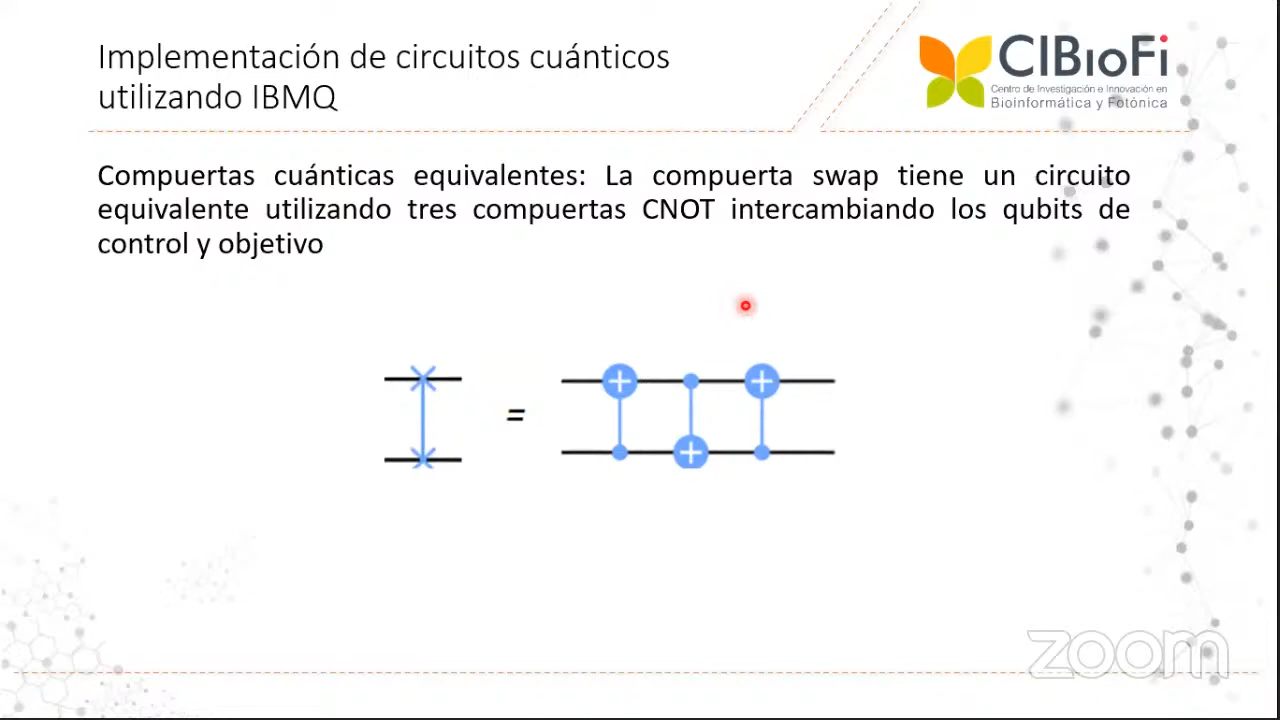 Implementación de circuitos cuánticos
utilizando IBMQ
CIBioFi
Centro de Investigación e Innovación en
Bioinformática y Fotónica
Compuertas cuánticas equivalentes: La compuerta swap tiene un circuito
equivalente utilizando tres compuertas CNOT intercambiando los qubits de
control y objetivo
=
zoom